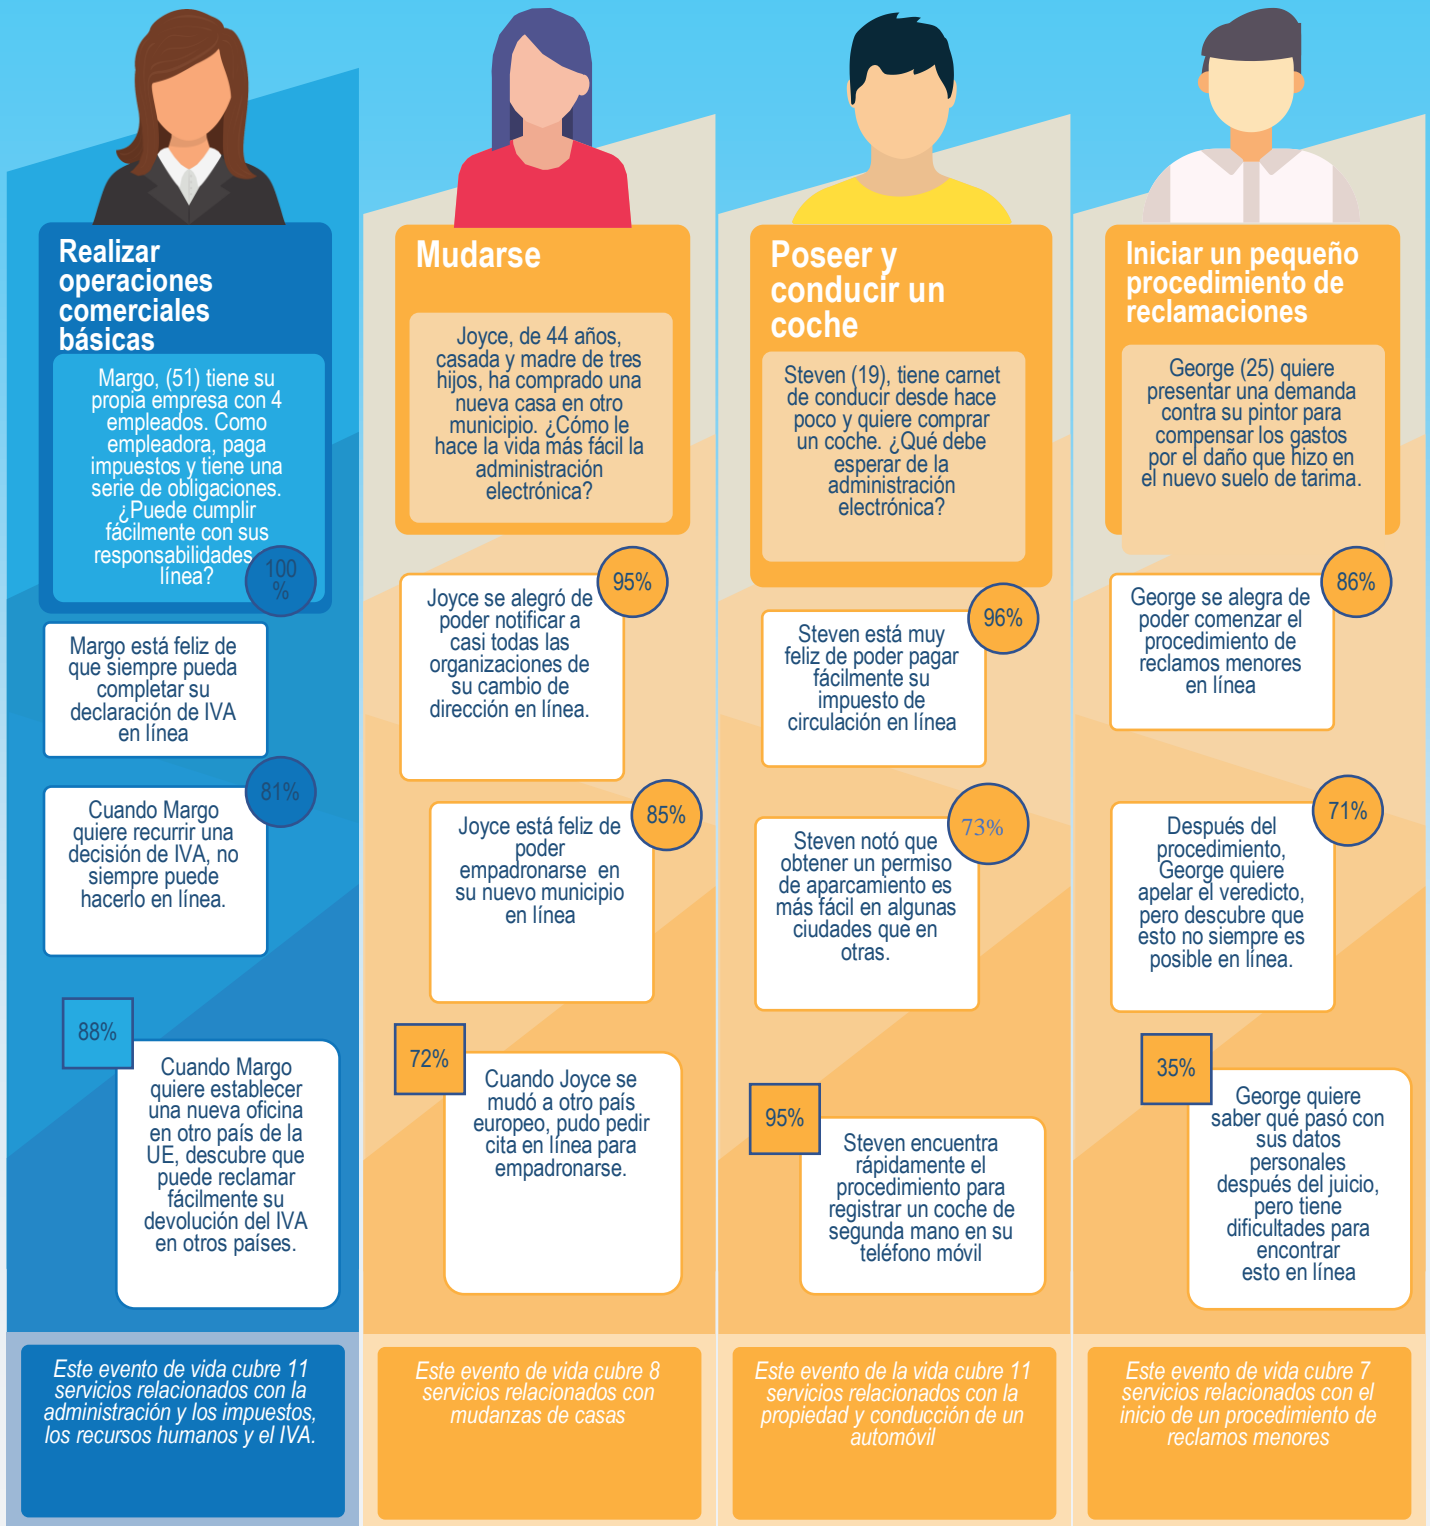 Realizar
operaciones
comerciales
básicas
Margo, (51) tiene su
propia empresa con 4
empleados. Como
empleadora, paga
impuestos y tiene una
serie de obligaciones.
¿Puede cumplir
fácilmente con sus
responsabilidades
línea?
100
%
Margo está feliz de
que siempre pueda
completar su
declaración de IVA
en línea
81%
Cuando Margo
quiere recurrir una
decisión de IVA, no
siempre puede
hacerlo en línea.
88%
Cuando Margo
quiere establecer
una nueva oficina
en otro país de la
UE, descubre que
puede reclamar
fácilmente su
devolución del IVA
en otros países.
Este evento de vida cubre 11
servicios relacionados con la
administración y los impuestos,
los recursos humanos y el IVA.
Mudarse
Joyce, de 44 años,
casada y madre de tres
hijos, ha comprado una
nueva casa en otro
municipio. ¿Cómo le
hace la vida más fácil la
administración
electrónica?
95%
Joyce se alegró de
poder notificar a
casi todas las
organizaciones de
su cambio de
dirección en línea.
85%
Joyce está feliz de
poder
empadronarse en
su nuevo municipio
en línea
72%
Cuando Joyce se
mudó a otro país
europeo, pudo pedir
cita en línea para
empadronarse.
Este evento de vida cubre 8
servicios relacionados con
mudanzas de casas
Poseer y
conducir un
coche
Steven (19), tiene carnet
de conducir desde hace
poco y quiere comprar
un coche. ¿Qué debe
esperar de la
administración
electrónica?
96%
Steven está muy
feliz de poder pagar
fácilmente su
impuesto de
circulación en línea
73%
Steven notó que
obtener un permiso
de aparcamiento es
más fácil en algunas
ciudades que en
otras.
95%
Steven encuentra
rápidamente el
procedimiento para
registrar un coche de
segunda mano en su
teléfono móvil
Este evento de la vida cubre 11
servicios relacionados con la
propiedad y conducción de un
automóvil
Iniciar un pequeño
procedimiento de
reclamaciones
George (25) quiere
presentar una demanda
contra su pintor para
compensar los gastos
por el daño que hizo en
el nuevo suelo de tarima.
86%
George se alegra de
poder comenzar el
procedimiento de
reclamos menores
en línea
71%
Después del
procedimiento,
George quiere
apelar el veredicto,
pero descubre que
esto no siempre es
posible en línea.
35%
George quiere
saber qué pasó con
sus datos
personales
después del juicio,
pero tiene
dificultades para
encontrar
esto en línea
Este evento de vida cubre 7
servicios relacionados con el
inicio de un procedimiento de
reclamos menores